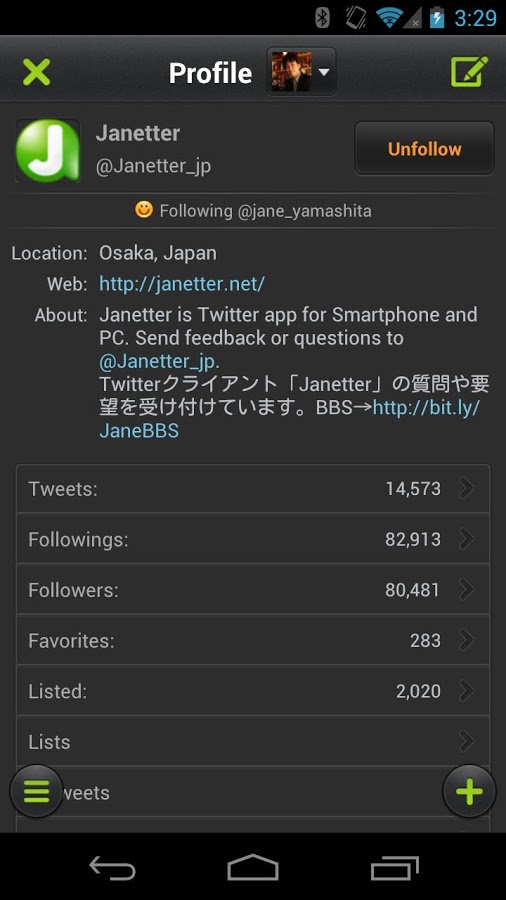 3:29
Profile
Janetter
@Janetter_jp
Unfollow
Following @jane_yamashita
Location: Osaka, Japan
Web: http://janetter.net/
About: Janetter is Twitter app for Smartphone and
PC. Send feedback or questions to
@Janetter_jp.
Twitterクライアント「Janetter」の質問や要
望を受け付けています。BBS→http://bit.ly/
JaneBBS
Tweets: 14,573
Followings: 82,913
Followers: 80,481
Favorites: 283
Listed: 2,020
Lists
weets